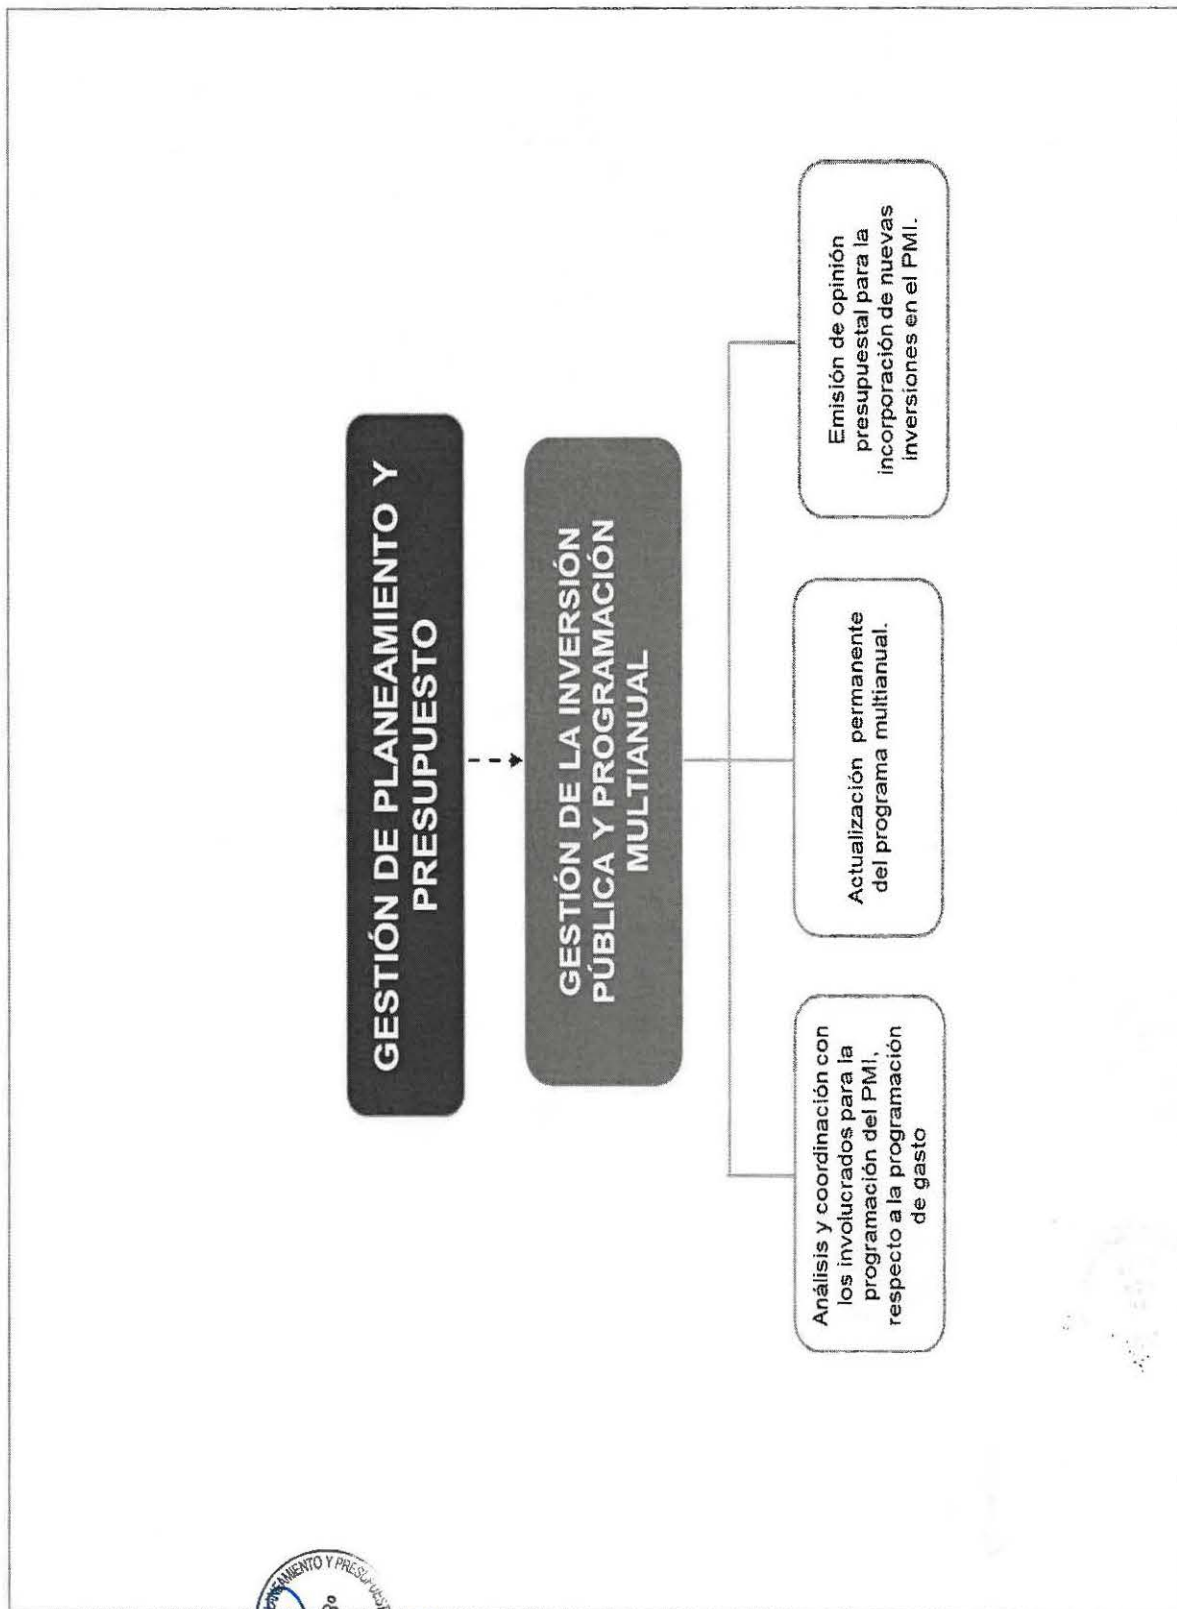 GESTIÓN DE PLANEAMIENTO Y
PRESUPUESTO
GESTIÓN DE LA INVERSIÓN
PÚBLICA Y PROGRAMACIÓN
MULTIANUAL
Análisis y coordinación con
los involucrados para la
programación del PMI,
respecto a la programación
de gasto
Actualización permanente
del programa multianual.
Emisión de opinión
presupuestal para la
incorporación de nuevas
inversiones en el PMI.